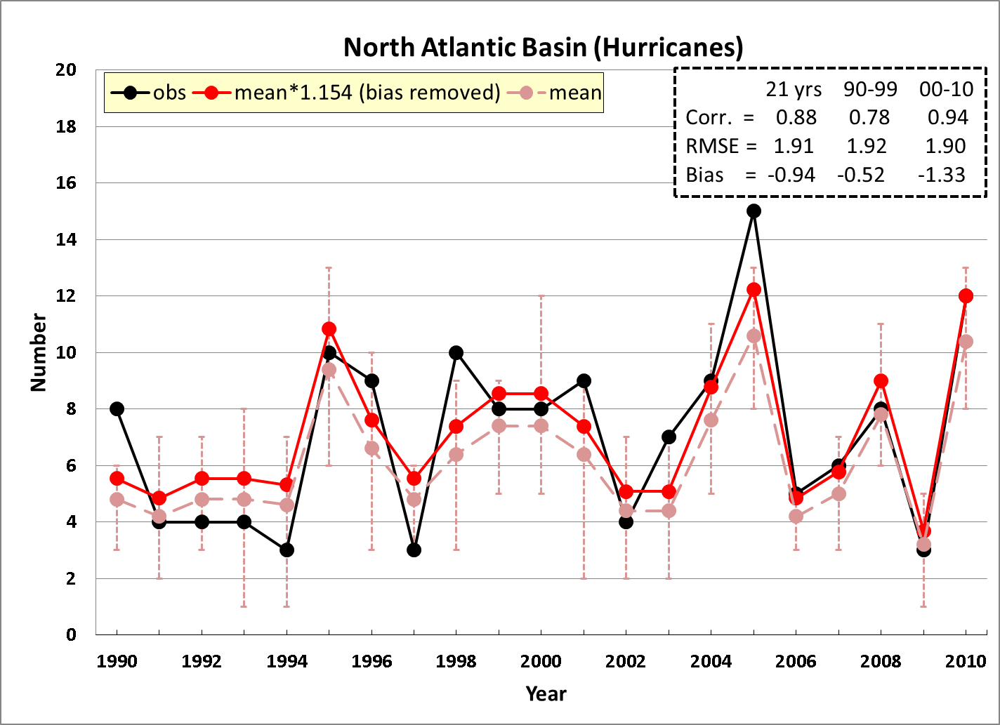 North Atlantic Basin (Hurricanes)
obs mean*1.154 (bias removed) mean
21 yrs 90-99 00-10
Corr. = 0.88 0.78 0.94
RMSE = 1.91 1.92 1.90
Bias = -0.94 -0.52 -1.33
20
18
16
14
12
10
8
6
4
2
0
Number
1990 1992 1994 1996 1998 2000 2002 2004 2006 2008 2010
Year